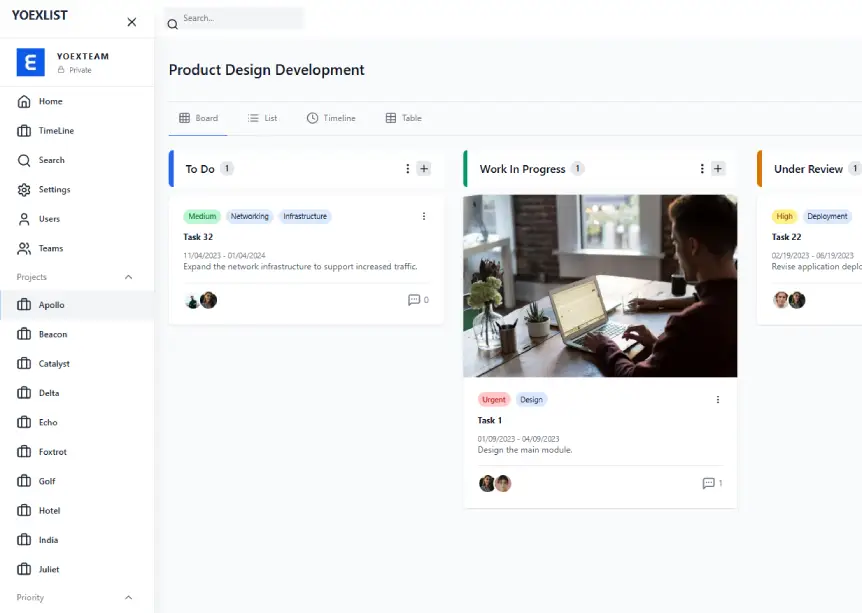 YOEXLIST
Search...
YOEXTEAM
Private
Home
TimeLine
Search
Settings
Users
Teams
Projects
Apollo
Beacon
Catalyst
Delta
Echo
Foxtrot
Golf
Hotel
India
Juliet
Priority
Product Design Development
Board List Timeline Table
To Do 1
Medium Networking Infrastructure
Task 32
11/04/2023 - 01/04/2024
Expand the network infrastructure to support increased traffic.
0
Work In Progress 1
Urgent Design
Task 1
01/09/2023 - 04/09/2023
Design the main module.
1
Under Review 1
High Deployment
Task 22
02/19/2023 - 06/19/2023
Revise application deplo